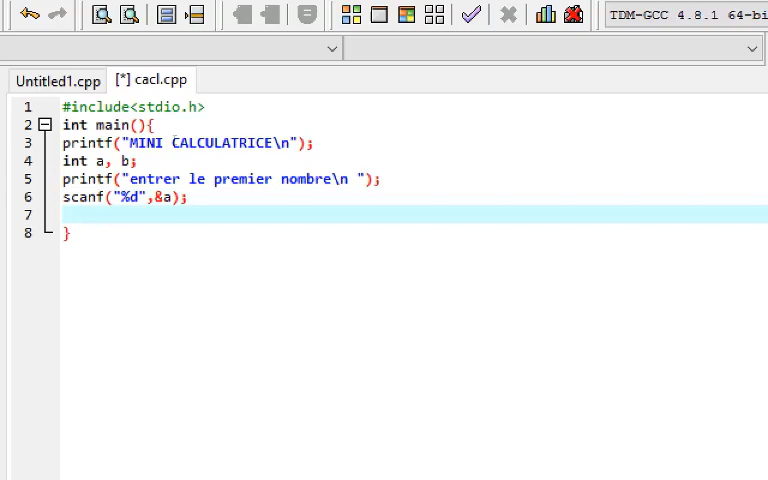 TDM-GCC 4.8.1 64-bi
Untitled1.cpp [*] cacl.cpp
1 #include<stdio.h>
2 int main(){
3 printf("MINI CALCULATRICE\n");
4 int a, b;
5 printf("entrer le premier nombre\n ");
6 scanf("%d",&a);
7
8 }